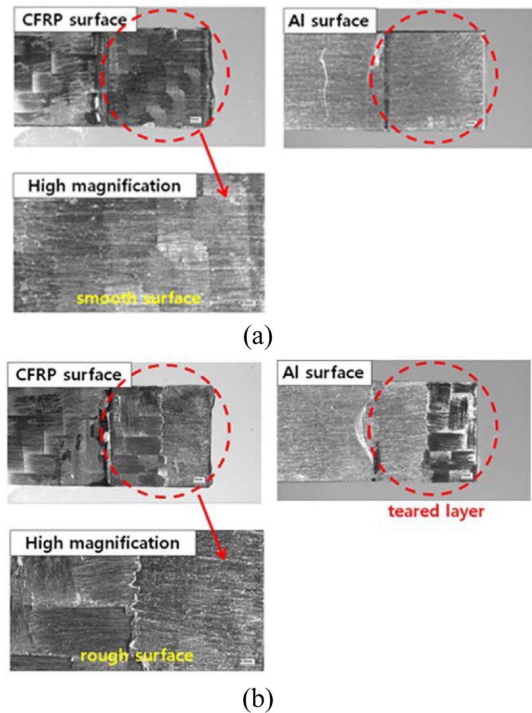 CFRP surface
Al surface
High magnification
smooth surface
(a)
CFRP surface
Al surface
teared layer
High magnification
rough surface
(b)